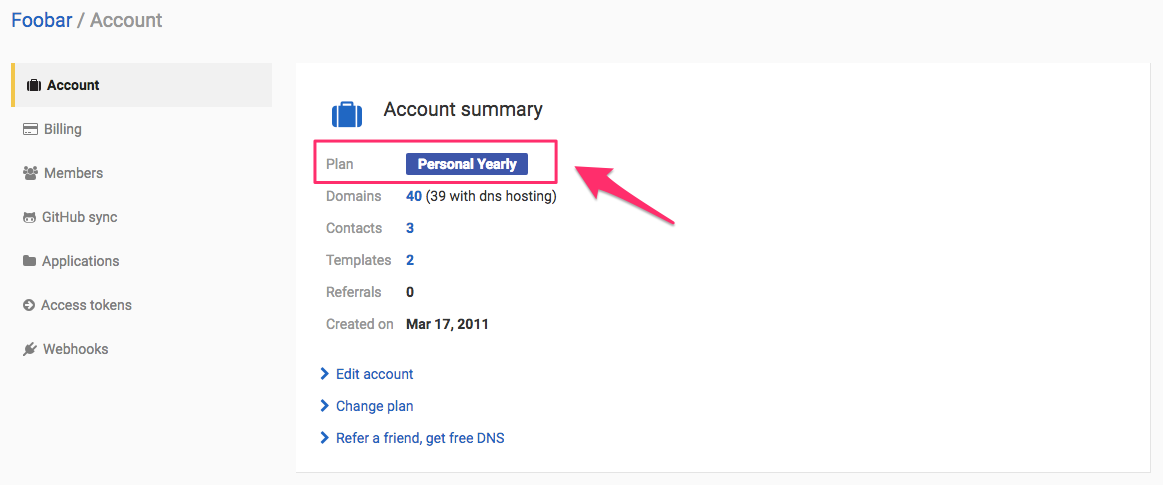 Foobar / Account
Account
Billing
Members
GitHub sync
Applications
Access tokens
Webhooks
Account summary
Plan Personal Yearly
Domains 40 (39 with dns hosting)
Contacts 3
Templates 2
Referrals 0
Created on Mar 17, 2011
Edit account
Change plan
Refer a friend, get free DNS